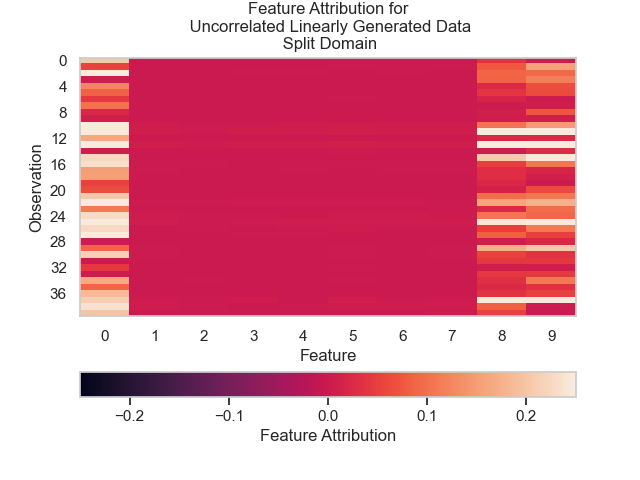 Feature Attribution for
Uncorrelated Linearly Generated Data
Split Domain
0
4
8
12
16
20
24
28
32
36
Observation
0 1 2 3 4 5 6 7 8 9
Feature
−0.2 −0.1 0.0 0.1 0.2
Feature Attribution